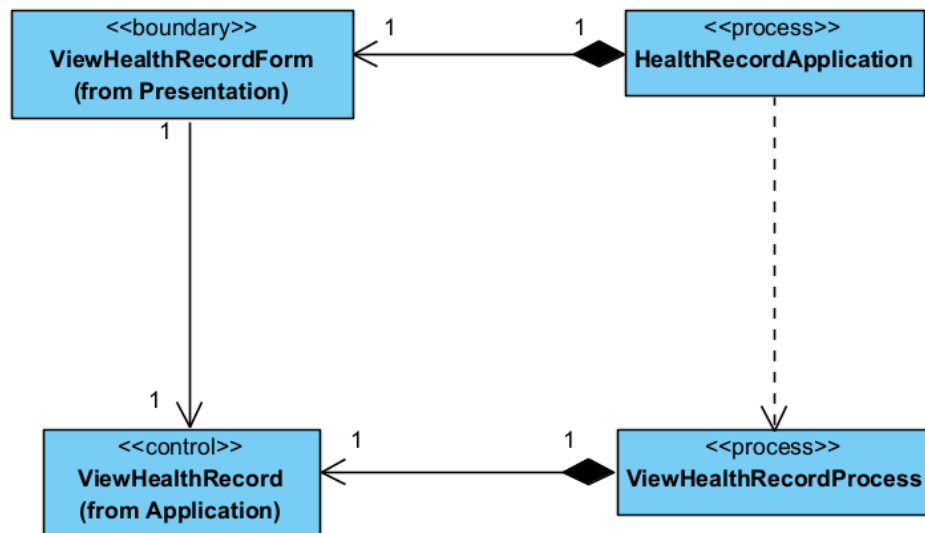 <<boundary>>
ViewHealthRecordForm
(from Presentation)
1
1
<<process>>
HealthRecordApplication
1
1
<<control>>
ViewHealthRecord
(from Application)
1
1
<<process>>
ViewHealthRecordProcess